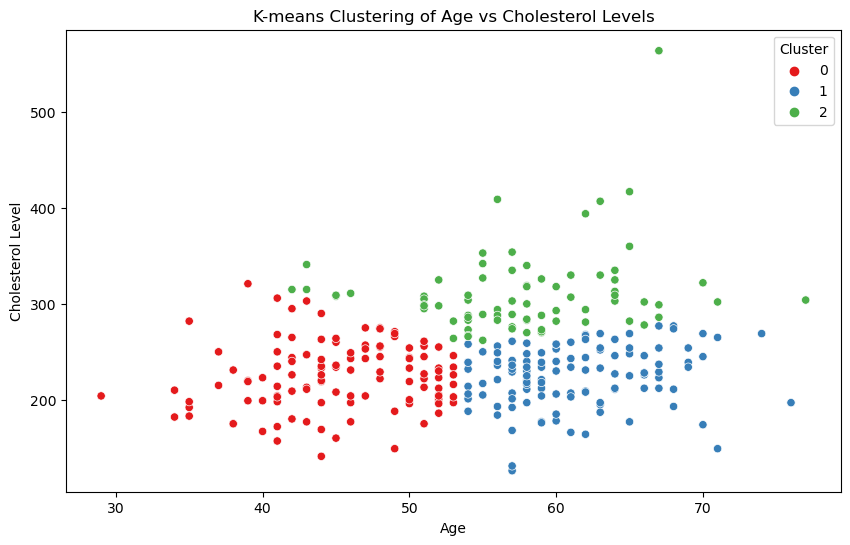 K-means Clustering of Age vs Cholesterol Levels
Cluster
0
1
2
500
400
300
200
Cholesterol Level
30 40 50 60 70
Age